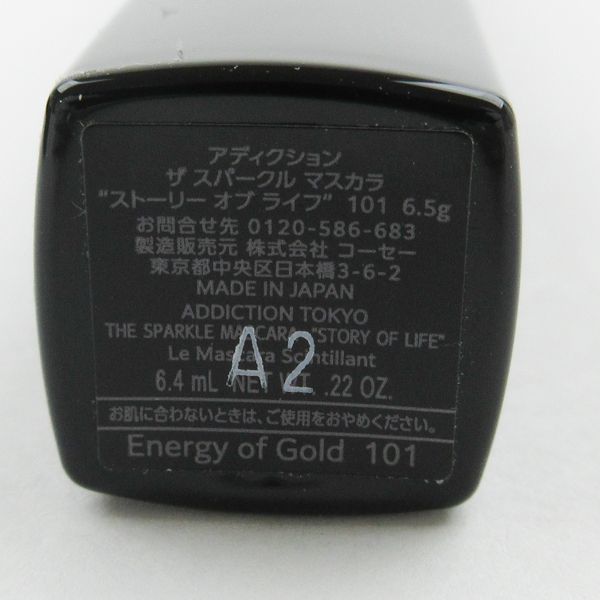 アディクション
ザ スパークル マスカラ
“ストーリー オブ ライフ” 101 6.5g
お問合せ先 0120-586-683
製造販売元 株式会社 コーセー
東京都中央区日本橋3-6-2
MADE IN JAPAN
ADDICTION TOKYO
THE SPARKLE MASCARA "STORY OF LIFE"
Le Mascara Scintillant
A2
6.4 mL NET WT. .22 OZ.
お肌に合わないときは、ご使用をおやめください。
Energy of Gold 101